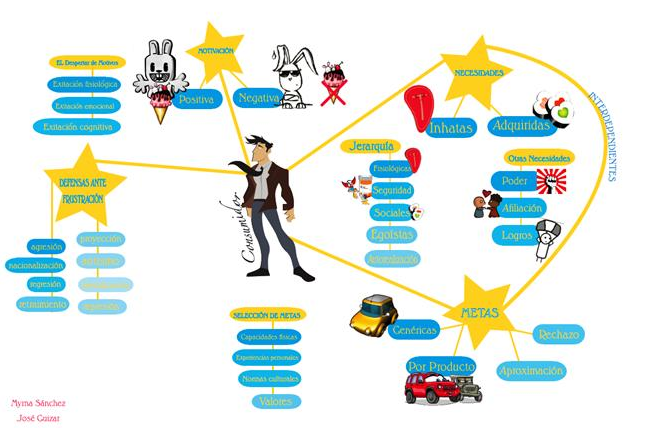 EL Despertar de Motivos
Exitación fisiológica
Exitación emocional
Exitación cognitiva
MOTIVACIÓN
Positiva
Negativa
NECESIDADES
Inhatas
Adquiridas
INTERDEPENDIENTES
Jerarquía
Fisiológicas
Seguridad
Sociales
Egoístas
Autorealización
Otras Necesidades
Poder
Afiliación
Logros
DEFENSAS ANTE
FRUSTRACIÓN
agresión
nacionalización
regresión
retraimiento
proyección
Consumidor
SELECCIÓN DE METAS
Capacidades físicas
Experiencias personales
Normas culturales
Valores
METAS
Genéricas
Por Producto
Aproximación
Rechazo
Myrna Sánchez
José Guizar